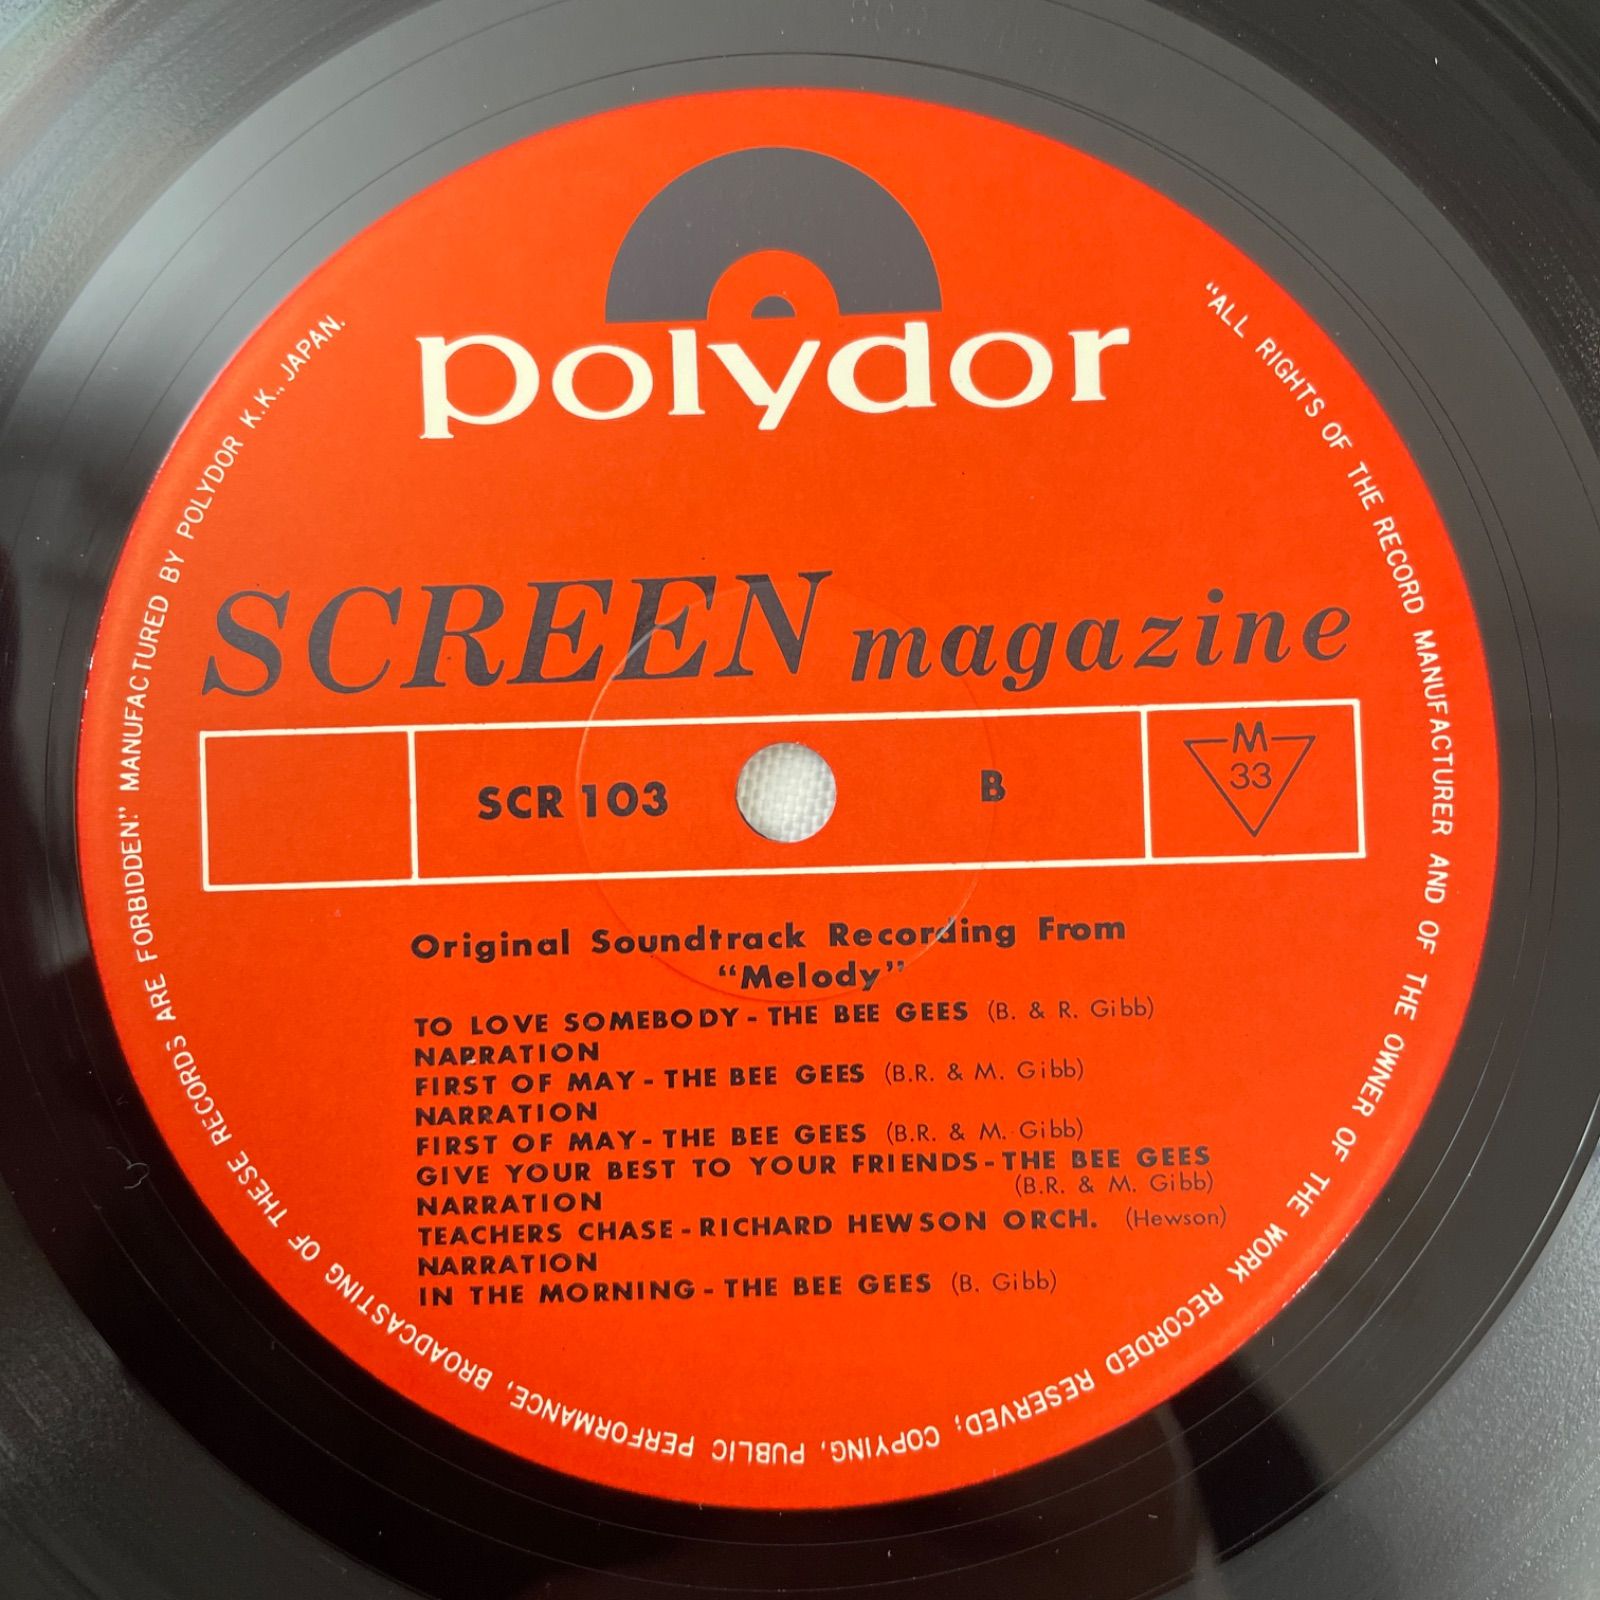 polydor
SCREEN magazine
SCR 103
B
M
33
Original Soundtrack Recording From
“Melody”
TO LOVE SOMEBODY - THE BEE GEES (B. & R. Gibb)
NARRATION
FIRST OF MAY - THE BEE GEES (B.R. & M. Gibb)
NARRATION
FIRST OF MAY - THE BEE GEES (B.R. & M. Gibb)
GIVE YOUR BEST TO YOUR FRIENDS - THE BEE GEES
(B.R. & M. Gibb)
NARRATION
TEACHERS CHASE - RICHARD HEWSON ORCH. (Hewson)
NARRATION
IN THE MORNING - THE BEE GEES (B. Gibb)
“ALL RIGHTS OF THE RECORD MANUFACTURER AND OF THE OWNER OF THE WORK RECORDED RESERVED; COPYING, PUBLIC PERFORMANCE, BROADCASTING OF THESE RECORDS ARE FORBIDDEN.” MANUFACTURED BY POLYDOR K.K., JAPAN.